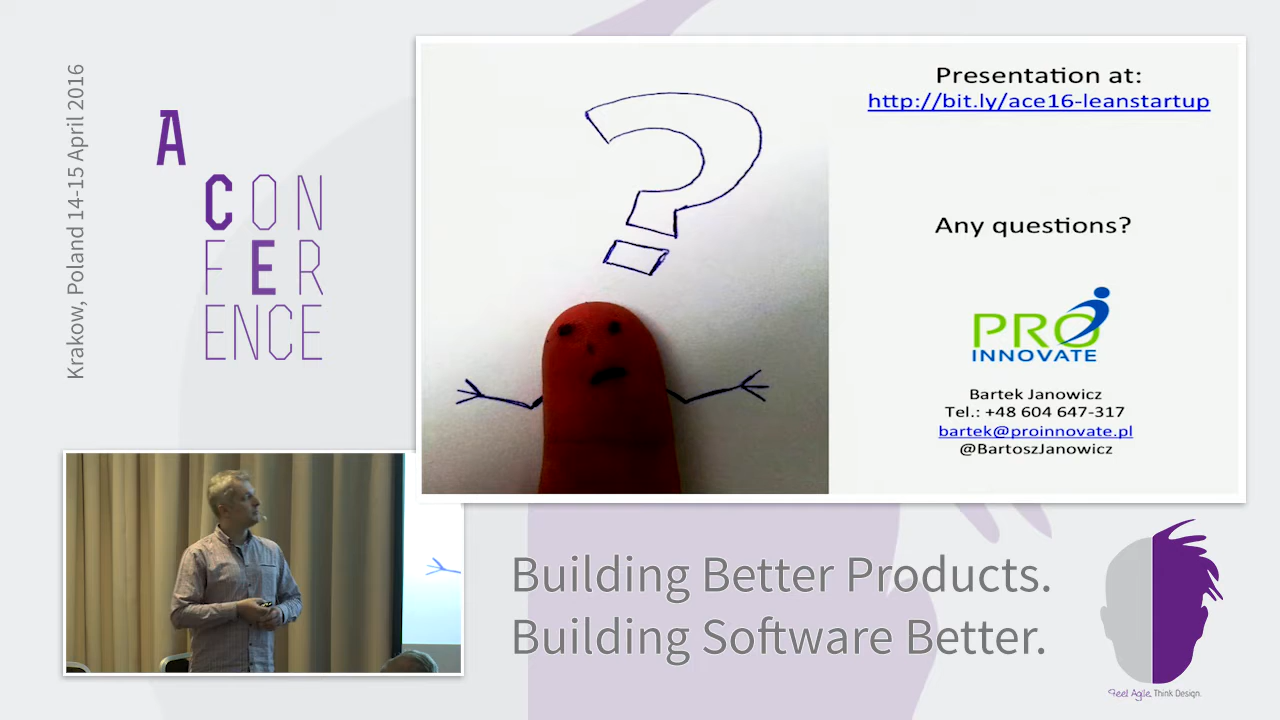 Krakow, Poland 14-15 April 2016
A
CON
FER
ENCE
Presentation at:
http://bit.ly/ace16-leanstartup
Any questions?
PRO
INNOVATE
Bartek Janowicz
Tel.: +48 604 647-317
bartek@proinnovate.pl
@BartoszJanowicz
Building Better Products.
Building Software Better.
Feel Agile. Think Design.